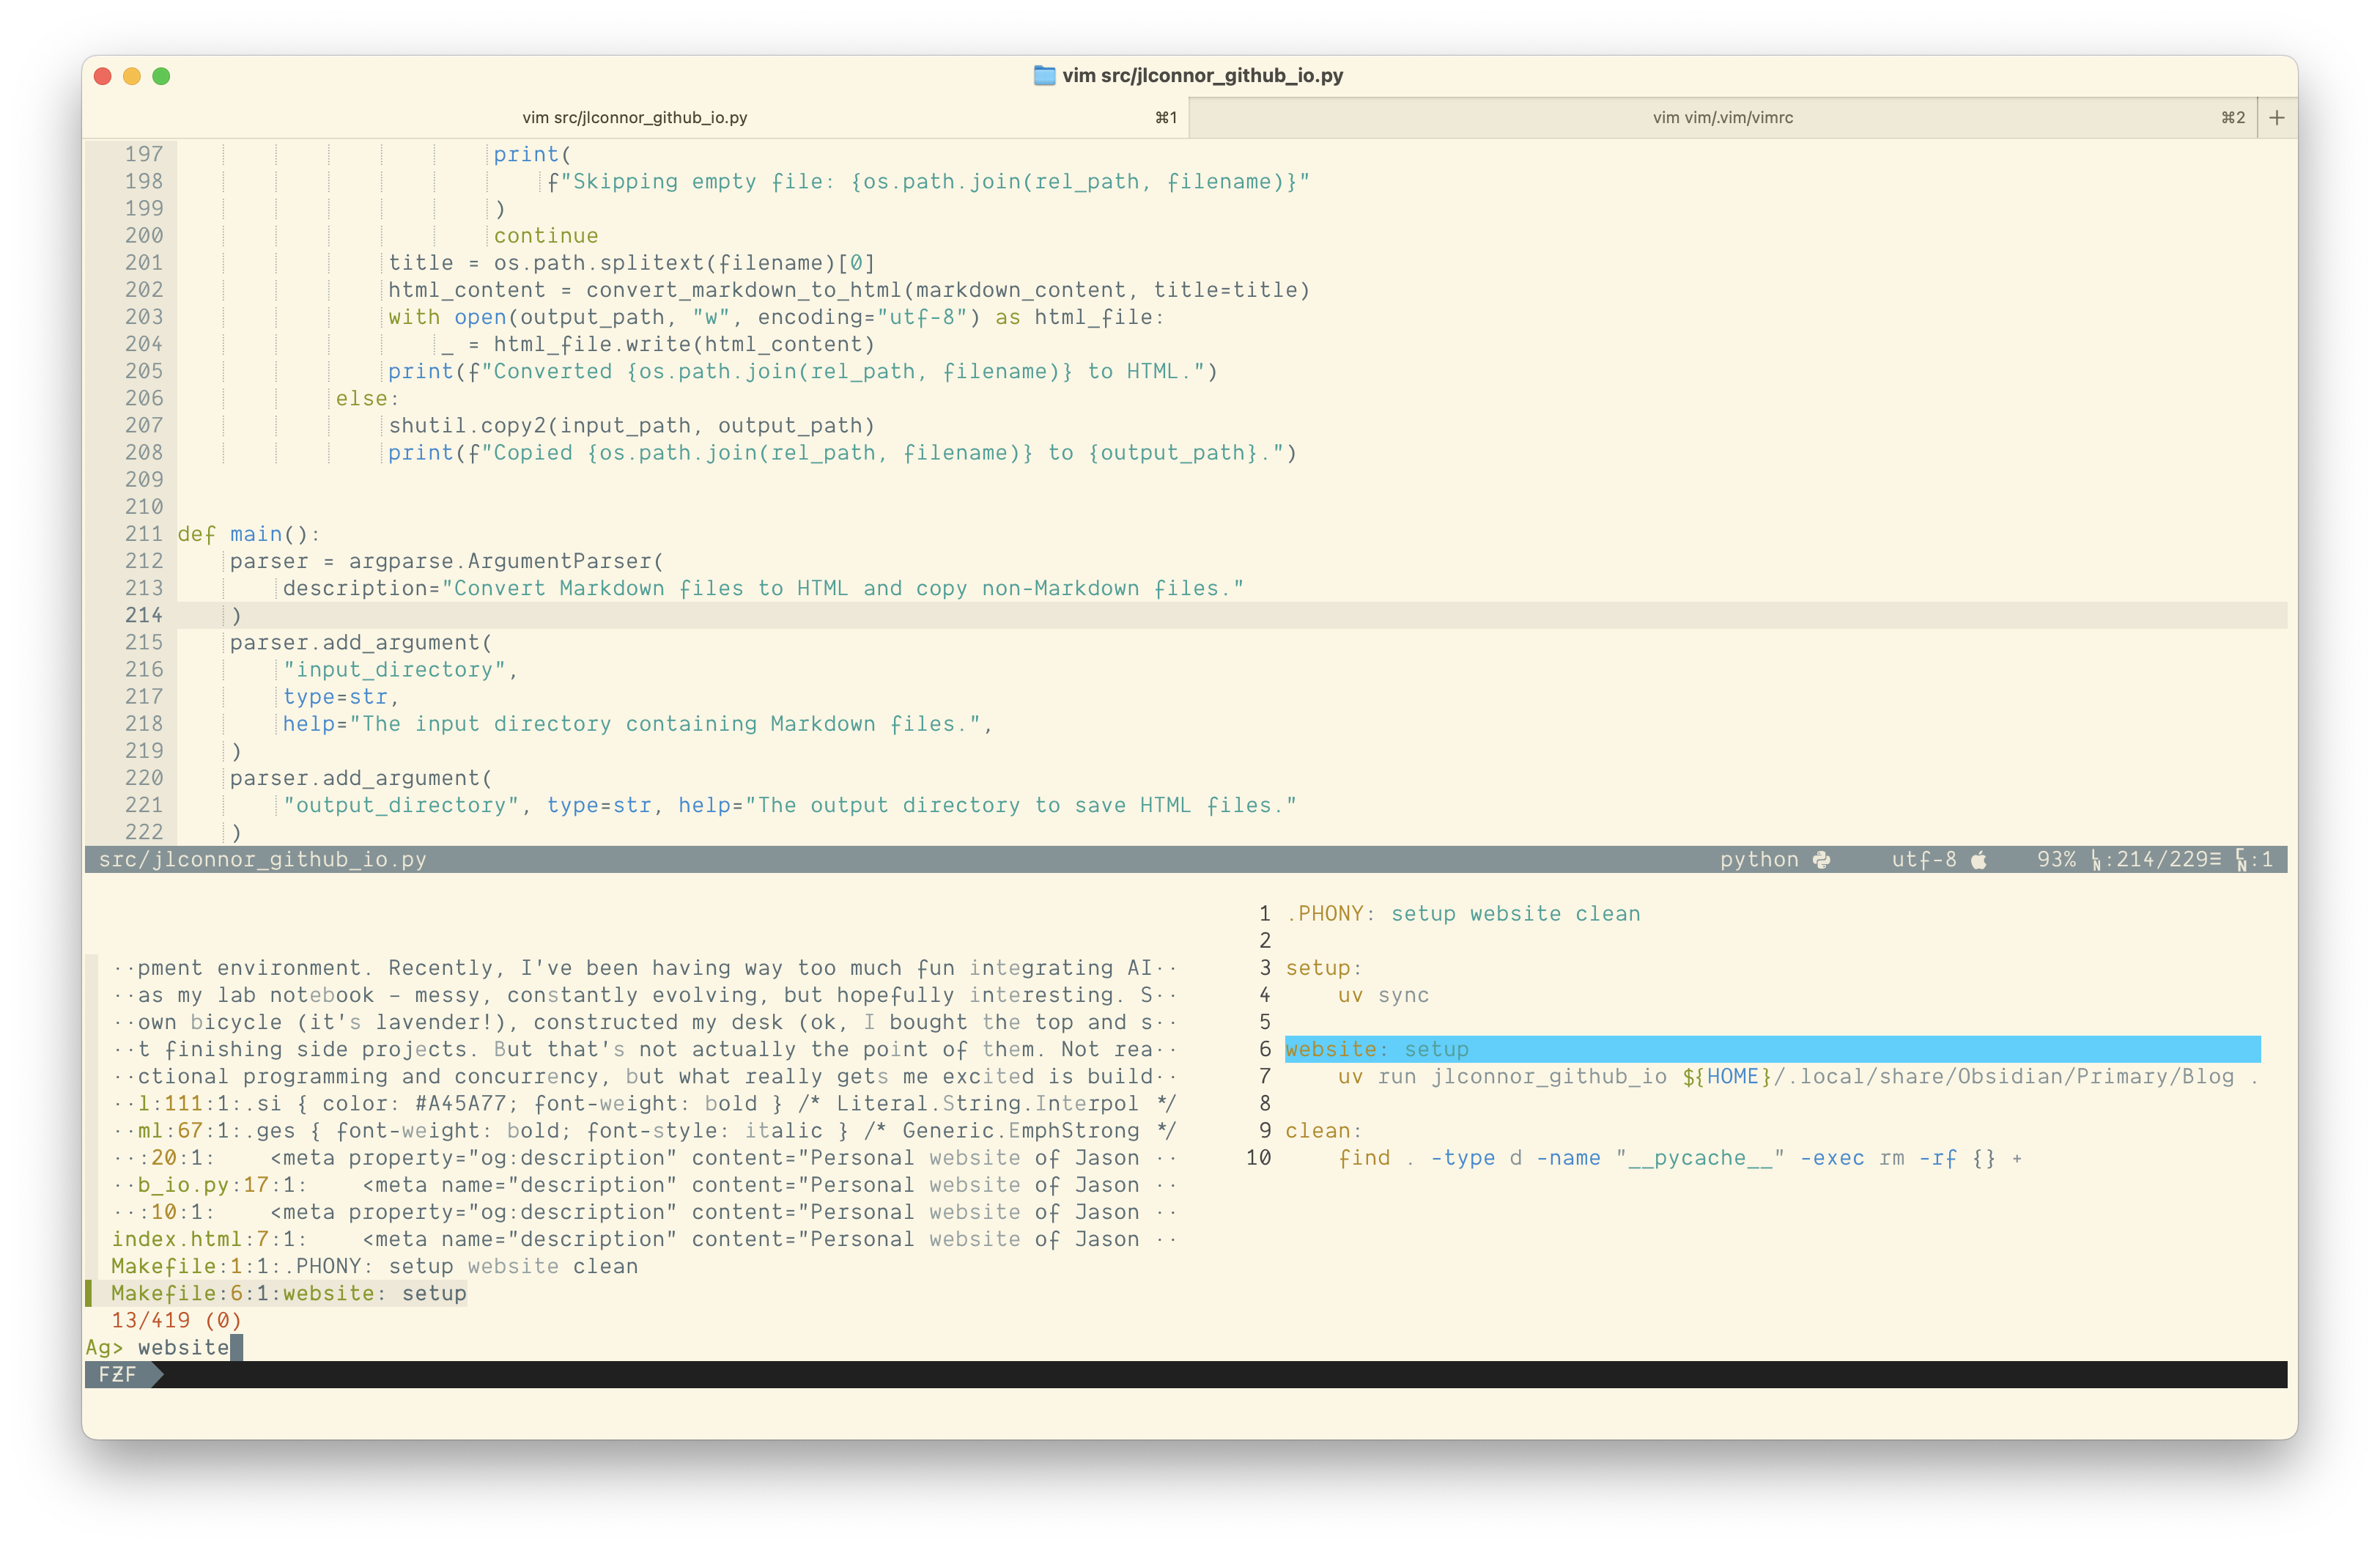 vim src/jlconnor_github_io.py
vim src/jlconnor_github_io.py ⌘1 vim vim/.vim/vimrc ⌘2 +
197 print(
198 f"Skipping empty file: {os.path.join(rel_path, filename)}"
199 )
200 continue
201 title = os.path.splitext(filename)[0]
202 html_content = convert_markdown_to_html(markdown_content, title=title)
203 with open(output_path, "w", encoding="utf-8") as html_file:
204 _ = html_file.write(html_content)
205 print(f"Converted {os.path.join(rel_path, filename)} to HTML.")
206 else:
207 shutil.copy2(input_path, output_path)
208 print(f"Copied {os.path.join(rel_path, filename)} to {output_path}.")
209
210
211 def main():
212 parser = argparse.ArgumentParser(
213 description="Convert Markdown files to HTML and copy non-Markdown files."
214 )
215 parser.add_argument(
216 "input_directory",
217 type=str,
218 help="The input directory containing Markdown files.",
219 )
220 parser.add_argument(
221 "output_directory", type=str, help="The output directory to save HTML files."
222 )
src/jlconnor_github_io.py python utf-8 93% LN:214/229≡ CN:1
··pment environment. Recently, I've been having way too much fun integrating AI··
··as my lab notebook – messy, constantly evolving, but hopefully interesting. S··
··own bicycle (it's lavender!), constructed my desk (ok, I bought the top and s··
··t finishing side projects. But that's not actually the point of them. Not rea··
··ctional programming and concurrency, but what really gets me excited is build··
··l:111:1:.si { color: #A45A77; font-weight: bold } /* Literal.String.Interpol */
··ml:67:1:.ges { font-weight: bold; font-style: italic } /* Generic.EmphStrong */
··:20:1: <meta property="og:description" content="Personal website of Jason ··
··b_io.py:17:1: <meta name="description" content="Personal website of Jason ··
··:10:1: <meta property="og:description" content="Personal website of Jason ··
index.html:7:1: <meta name="description" content="Personal website of Jason ··
Makefile:1:1:.PHONY: setup website clean
Makefile:6:1:website: setup
13/419 (0)
Ag> website
1 .PHONY: setup website clean
2
3 setup:
4 uv sync
5
6 website: setup
7 uv run jlconnor_github_io ${HOME}/.local/share/Obsidian/Primary/Blog .
8
9 clean:
10 find . -type d -name "__pycache__" -exec rm -rf {} +
FZF